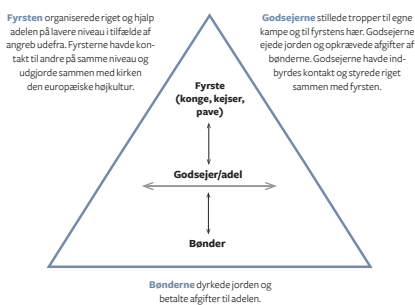 Fyrsten organiserede riget og hjalp
adelen på lavere niveau i tilfælde af
angreb udefra. Fyrsterne havde kon-
takt til andre på samme niveau og
udgjorde sammen med kirken
den europæiske højkultur.
Godsejerne stillede tropper til egne
kampe og til fyrstens hær. Godsejerne
ejede jorden og opkrævede afgifter af
bønderne. Godsejerne havde ind-
byrdes kontakt og styrede riget
sammen med fyrsten.
Fyrste
(konge, kejser,
pave)
Godsejer/adel
Bønder
Bønderne dyrkede jorden og
betalte afgifter til adelen.